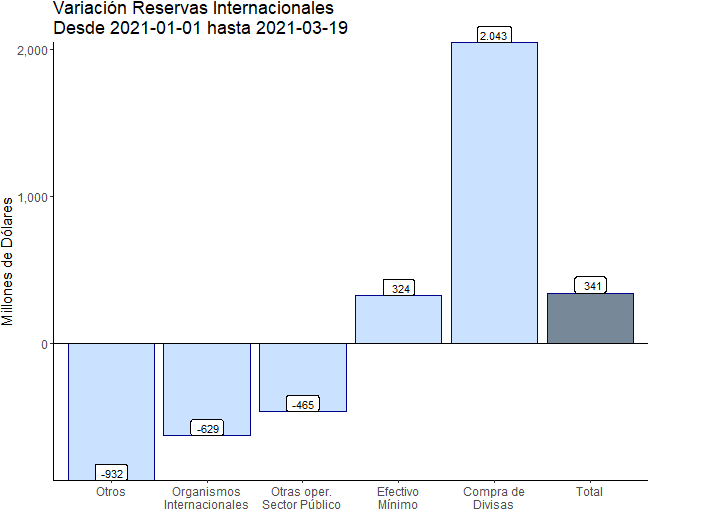 Variación Reservas Internacionales
Desde 2021-01-01 hasta 2021-03-19
Millones de Dólares
2,000
1,000
0
-932
-629
-465
324
2.043
341
Otros
Organismos
Internacionales
Otras oper.
Sector Público
Efectivo
Mínimo
Compra de
Divisas
Total